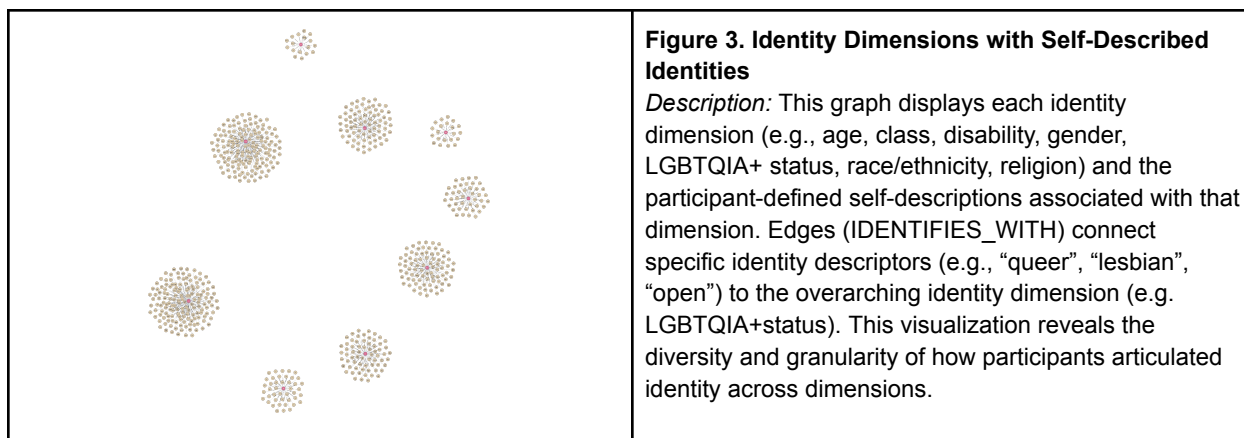 Figure 3. Identity Dimensions with Self-Described
Identities
Description: This graph displays each identity
dimension (e.g., age, class, disability, gender,
LGBTQIA+ status, race/ethnicity, religion) and the
participant-defined self-descriptions associated with that
dimension. Edges (IDENTIFIES_WITH) connect
specific identity descriptors (e.g., “queer”, “lesbian”,
“open”) to the overarching identity dimension (e.g.
LGBTQIA+status). This visualization reveals the
diversity and granularity of how participants articulated
identity across dimensions.